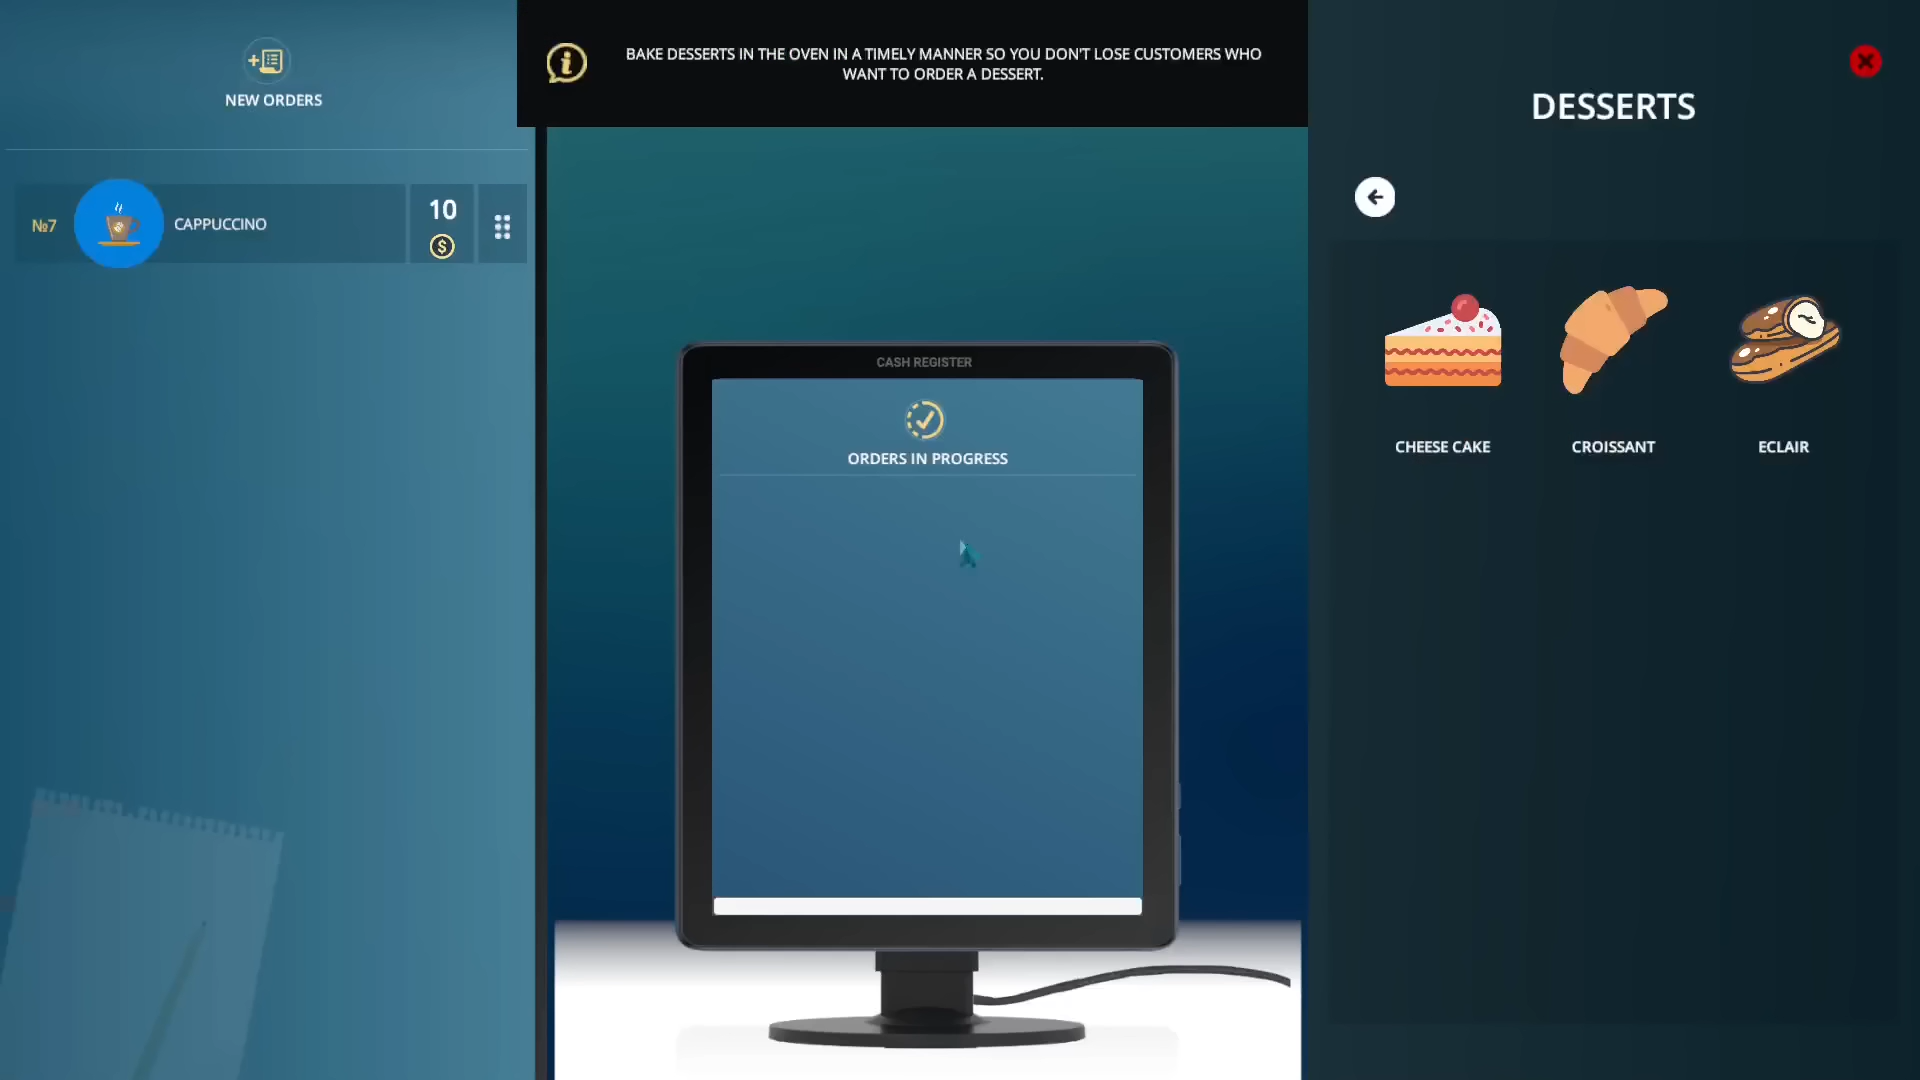 NEW ORDERS
№7
CAPPUCCINO
10
BAKE DESSERTS IN THE OVEN IN A TIMELY MANNER SO YOU DON'T LOSE CUSTOMERS WHO
WANT TO ORDER A DESSERT.
CASH REGISTER
ORDERS IN PROGRESS
DESSERTS
CHEESE CAKE
CROISSANT
ECLAIR